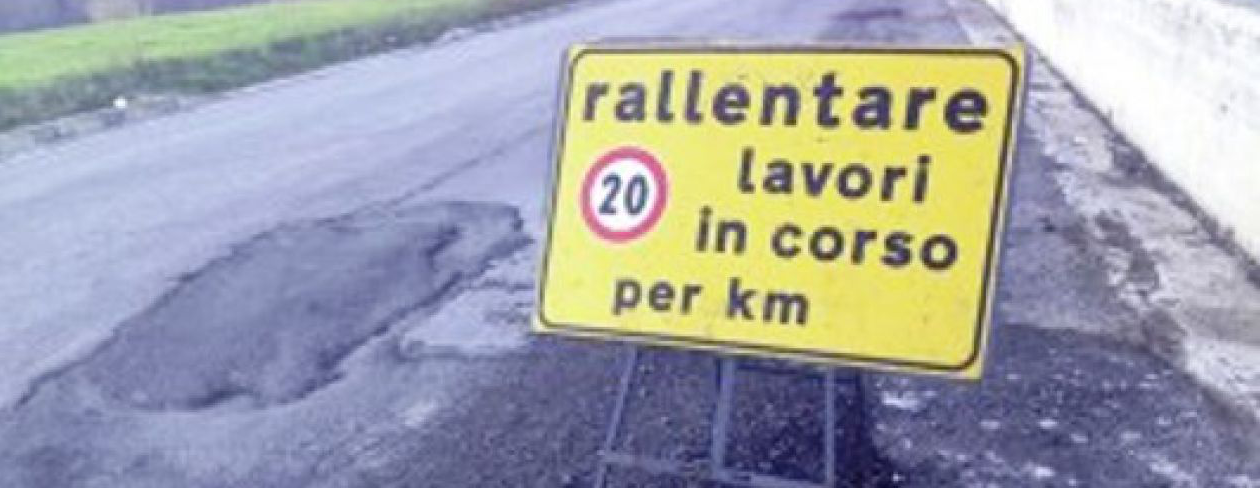 rallentare
20 lavori
in corso
per km